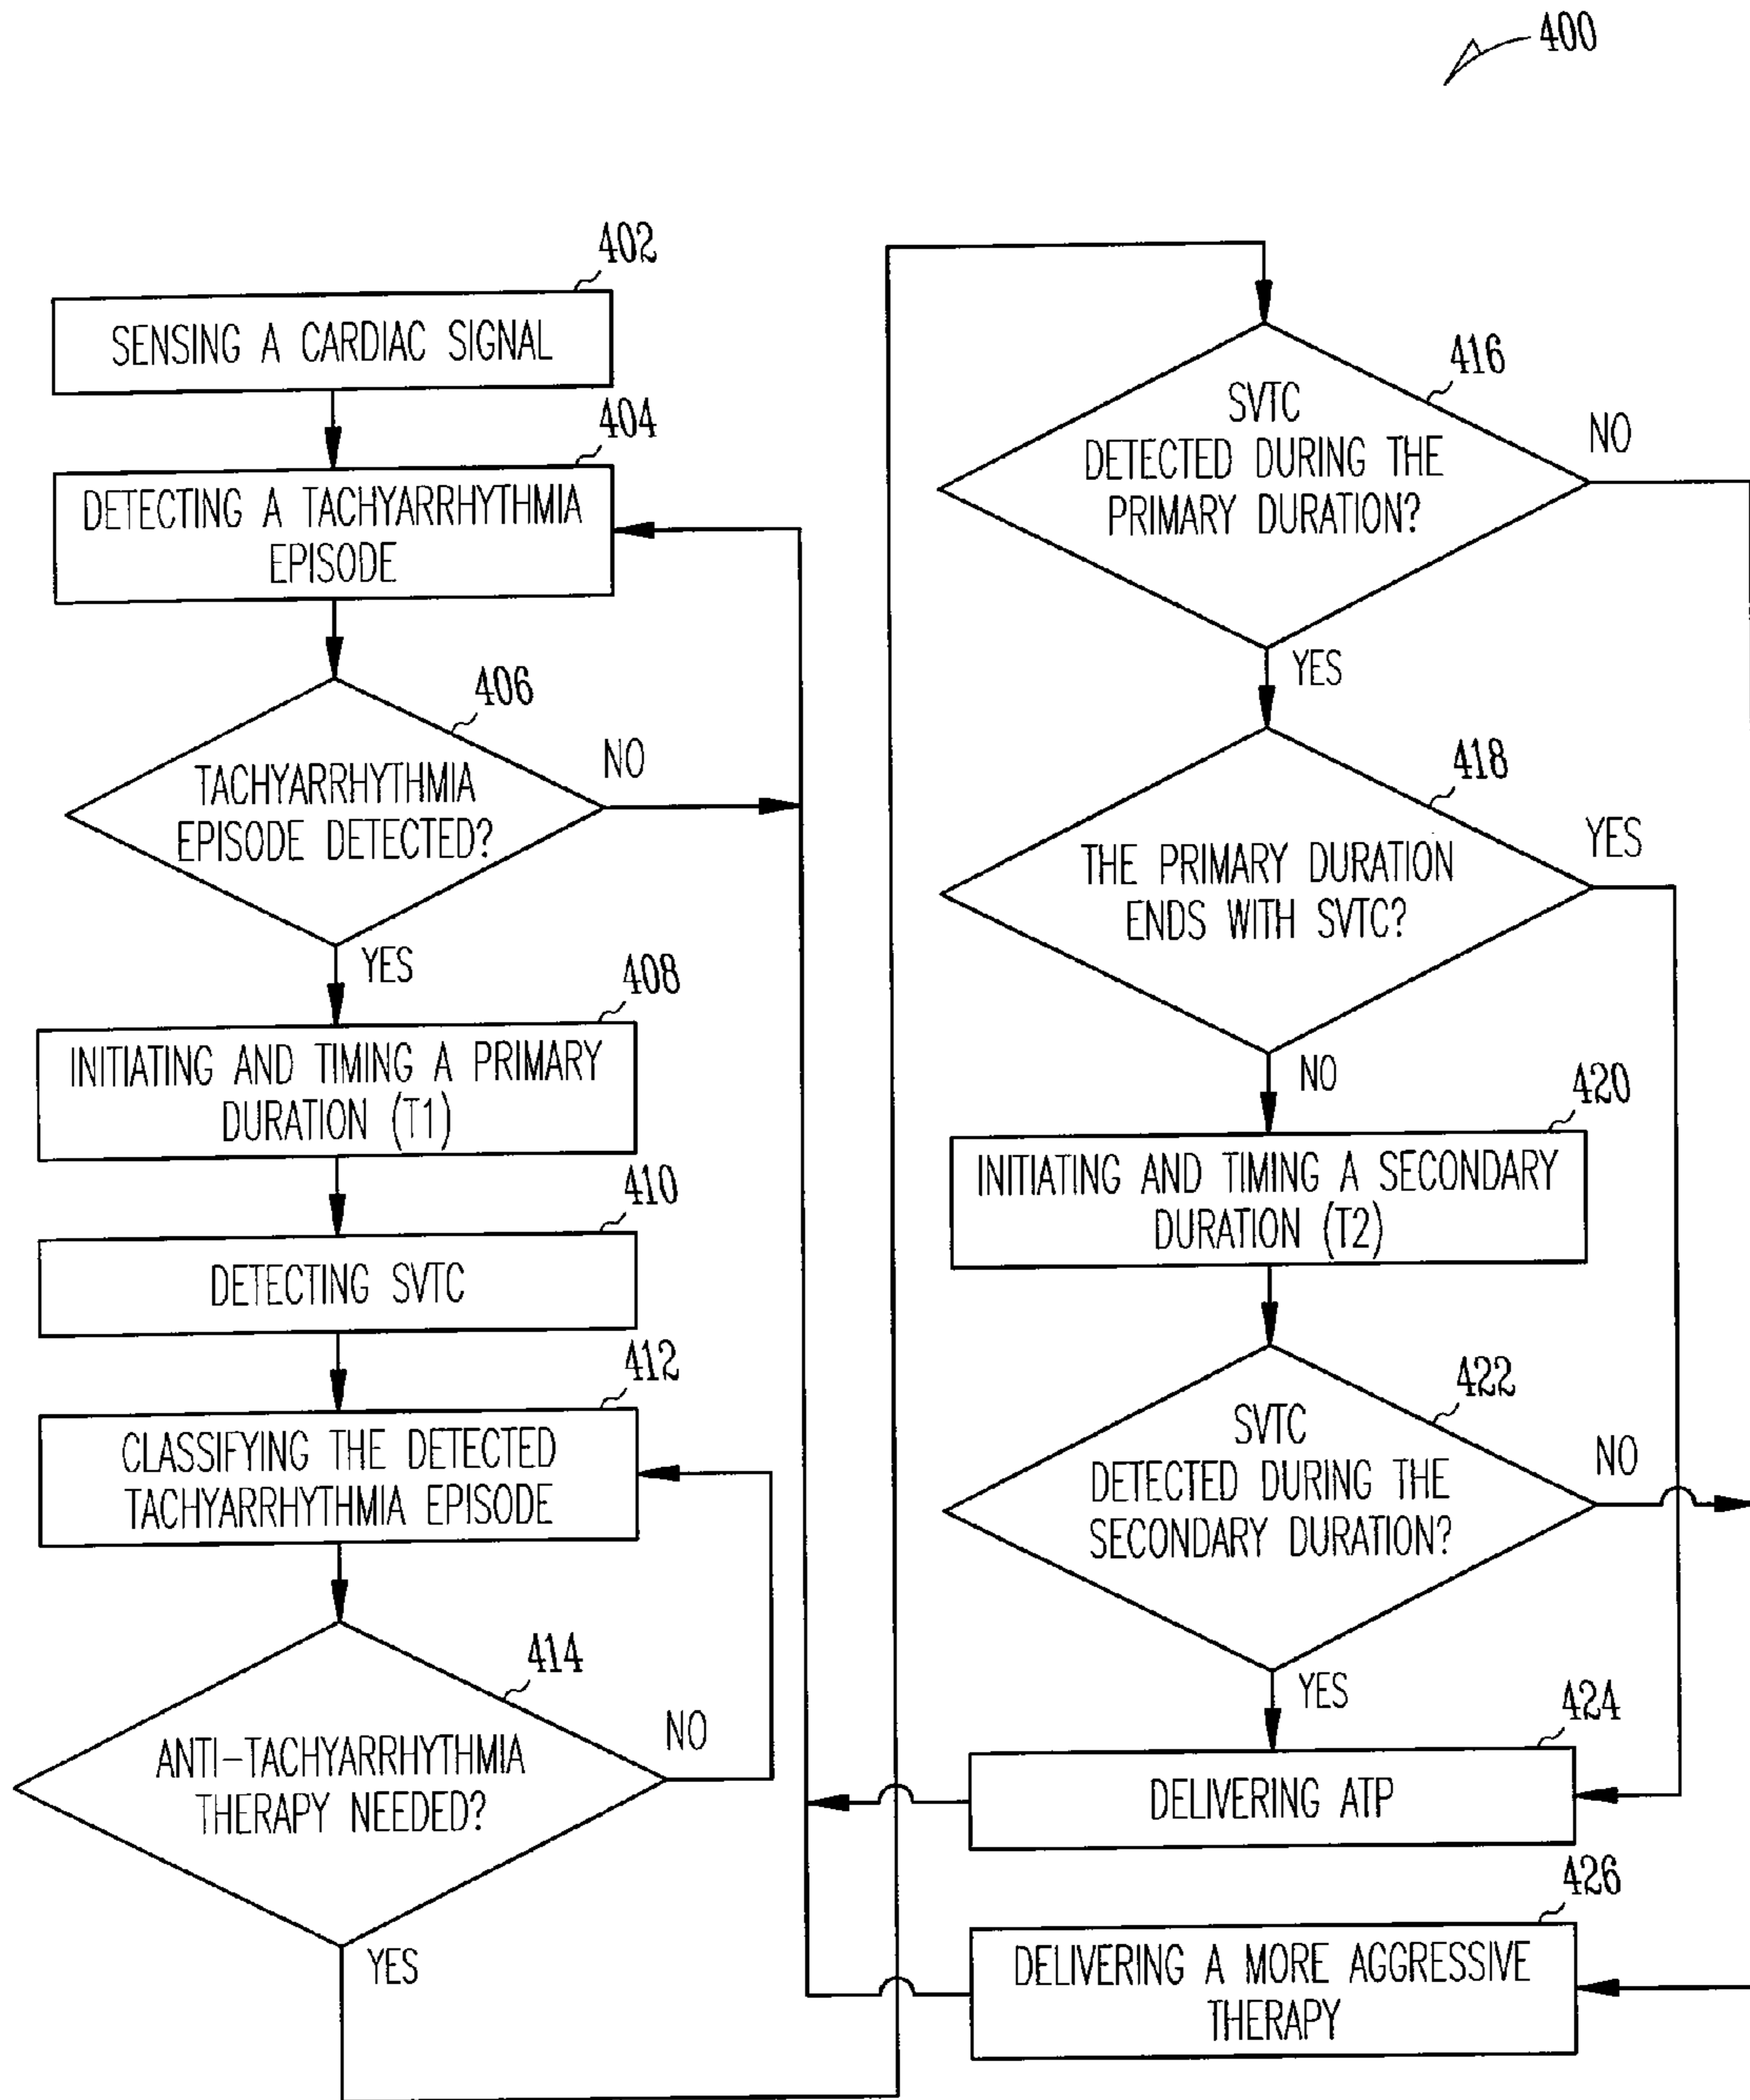 400
402
SENSING A CARDIAC SIGNAL
404
DETECTING A TACHYARRHYTHMIA
EPISODE
406
TACHYARRHYTHMIA
EPISODE DETECTED?
NO
YES
408
INITIATING AND TIMING A PRIMARY
DURATION (T1)
410
DETECTING SVTC
412
CLASSIFYING THE DETECTED
TACHYARRHYTHMIA EPISODE
414
ANTI-TACHYARRHYTHMIA
THERAPY NEEDED?
NO
YES
416
SVTC
DETECTED DURING THE
PRIMARY DURATION?
NO
YES
418
THE PRIMARY DURATION
ENDS WITH SVTC?
YES
NO
420
INITIATING AND TIMING A SECONDARY
DURATION (T2)
422
SVTC
DETECTED DURING THE
SECONDARY DURATION?
NO
YES
424
DELIVERING ATP
426
DELIVERING A MORE AGGRESSIVE
THERAPY